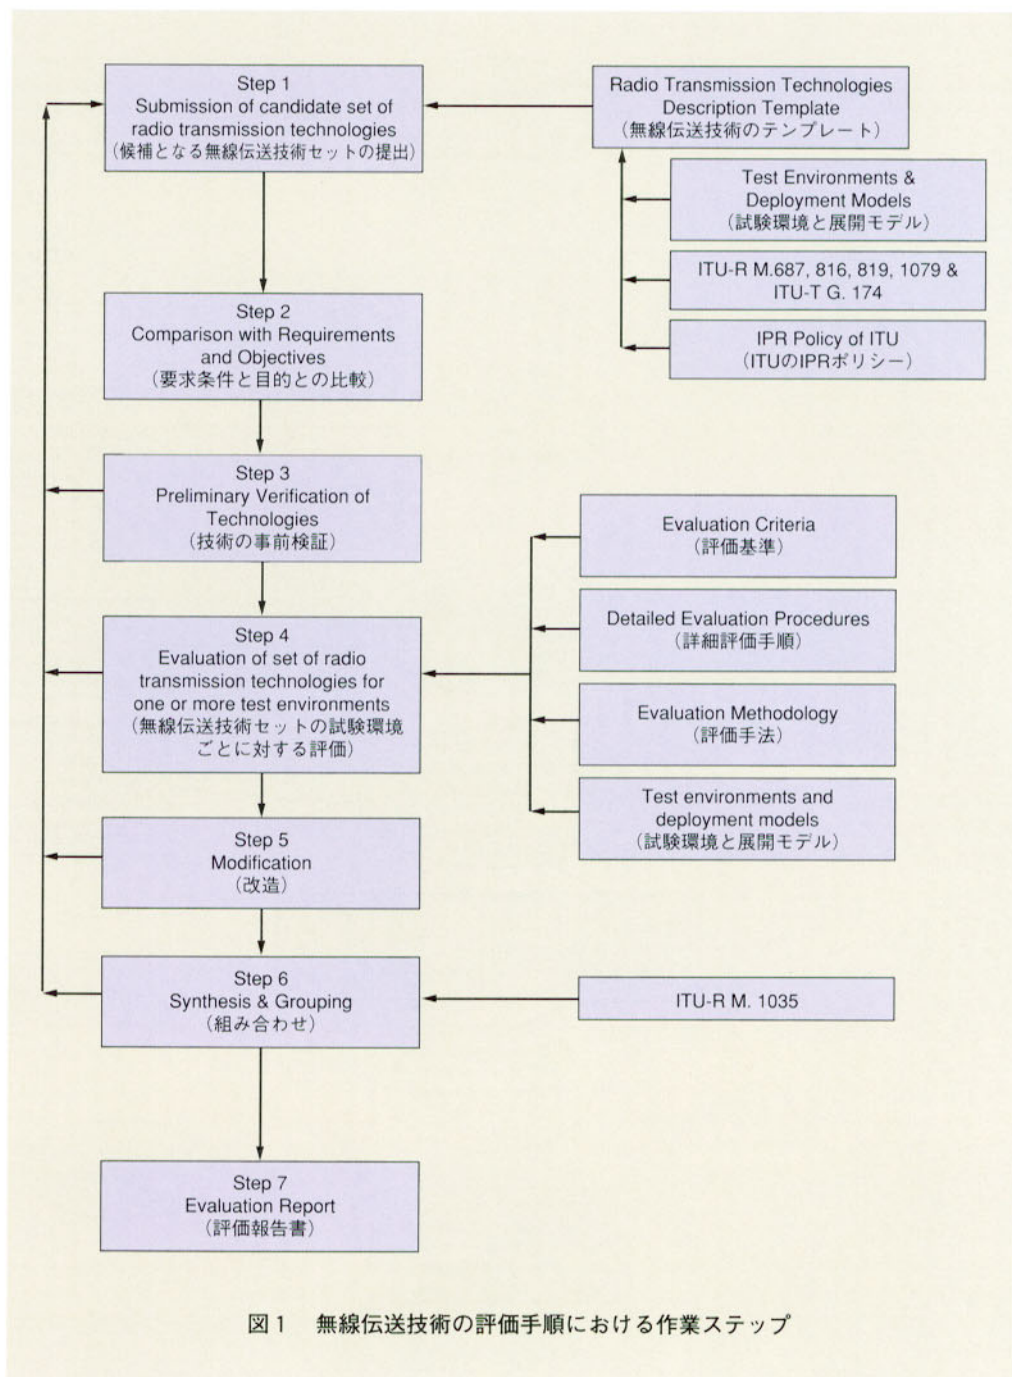 Step 1
Submission of candidate set of
radio transmission technologies
(候補となる無線伝送技術セットの提出)
Radio Transmission Technologies
Description Template
(無線伝送技術のテンプレート)
Test Environments &
Deployment Models
(試験環境と展開モデル)
ITU-R M.687, 816, 819, 1079 &
ITU-T G. 174
IPR Policy of ITU
(ITUのIPRポリシー)
Step 2
Comparison with Requirements
and Objectives
(要求条件と目的との比較)
Step 3
Preliminary Verification of
Technologies
(技術の事前検証)
Step 4
Evaluation of set of radio
transmission technologies for
one or more test environments
(無線伝送技術セットの試験環境
ごとに対する評価)
Evaluation Criteria
(評価基準)
Detailed Evaluation Procedures
(詳細評価手順)
Evaluation Methodology
(評価手法)
Test environments and
deployment models
(試験環境と展開モデル)
Step 5
Modification
(改造)
Step 6
Synthesis & Grouping
(組み合わせ)
ITU-R M. 1035
Step 7
Evaluation Report
(評価報告書)
図1 無線伝送技術の評価手順における作業ステップ